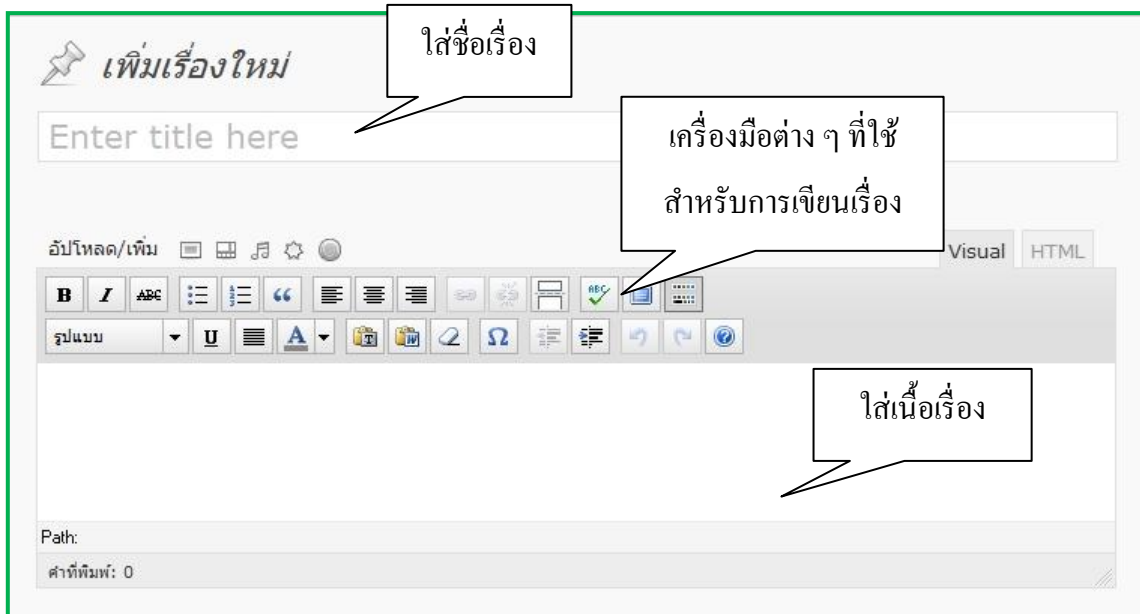 ใส่ชื่อเรื่อง
เพิ่มเรื่องใหม่
Enter title here
เครื่องมือต่าง ๆ ที่ใช้
สำหรับการเขียนเรื่อง
อัปโหลด/เพิ่ม
Visual HTML
B I ABC ABC
รูปแบบ U A T W Ω
ใส่เนื้อเรื่อง
Path:
คำที่พิมพ์: 0